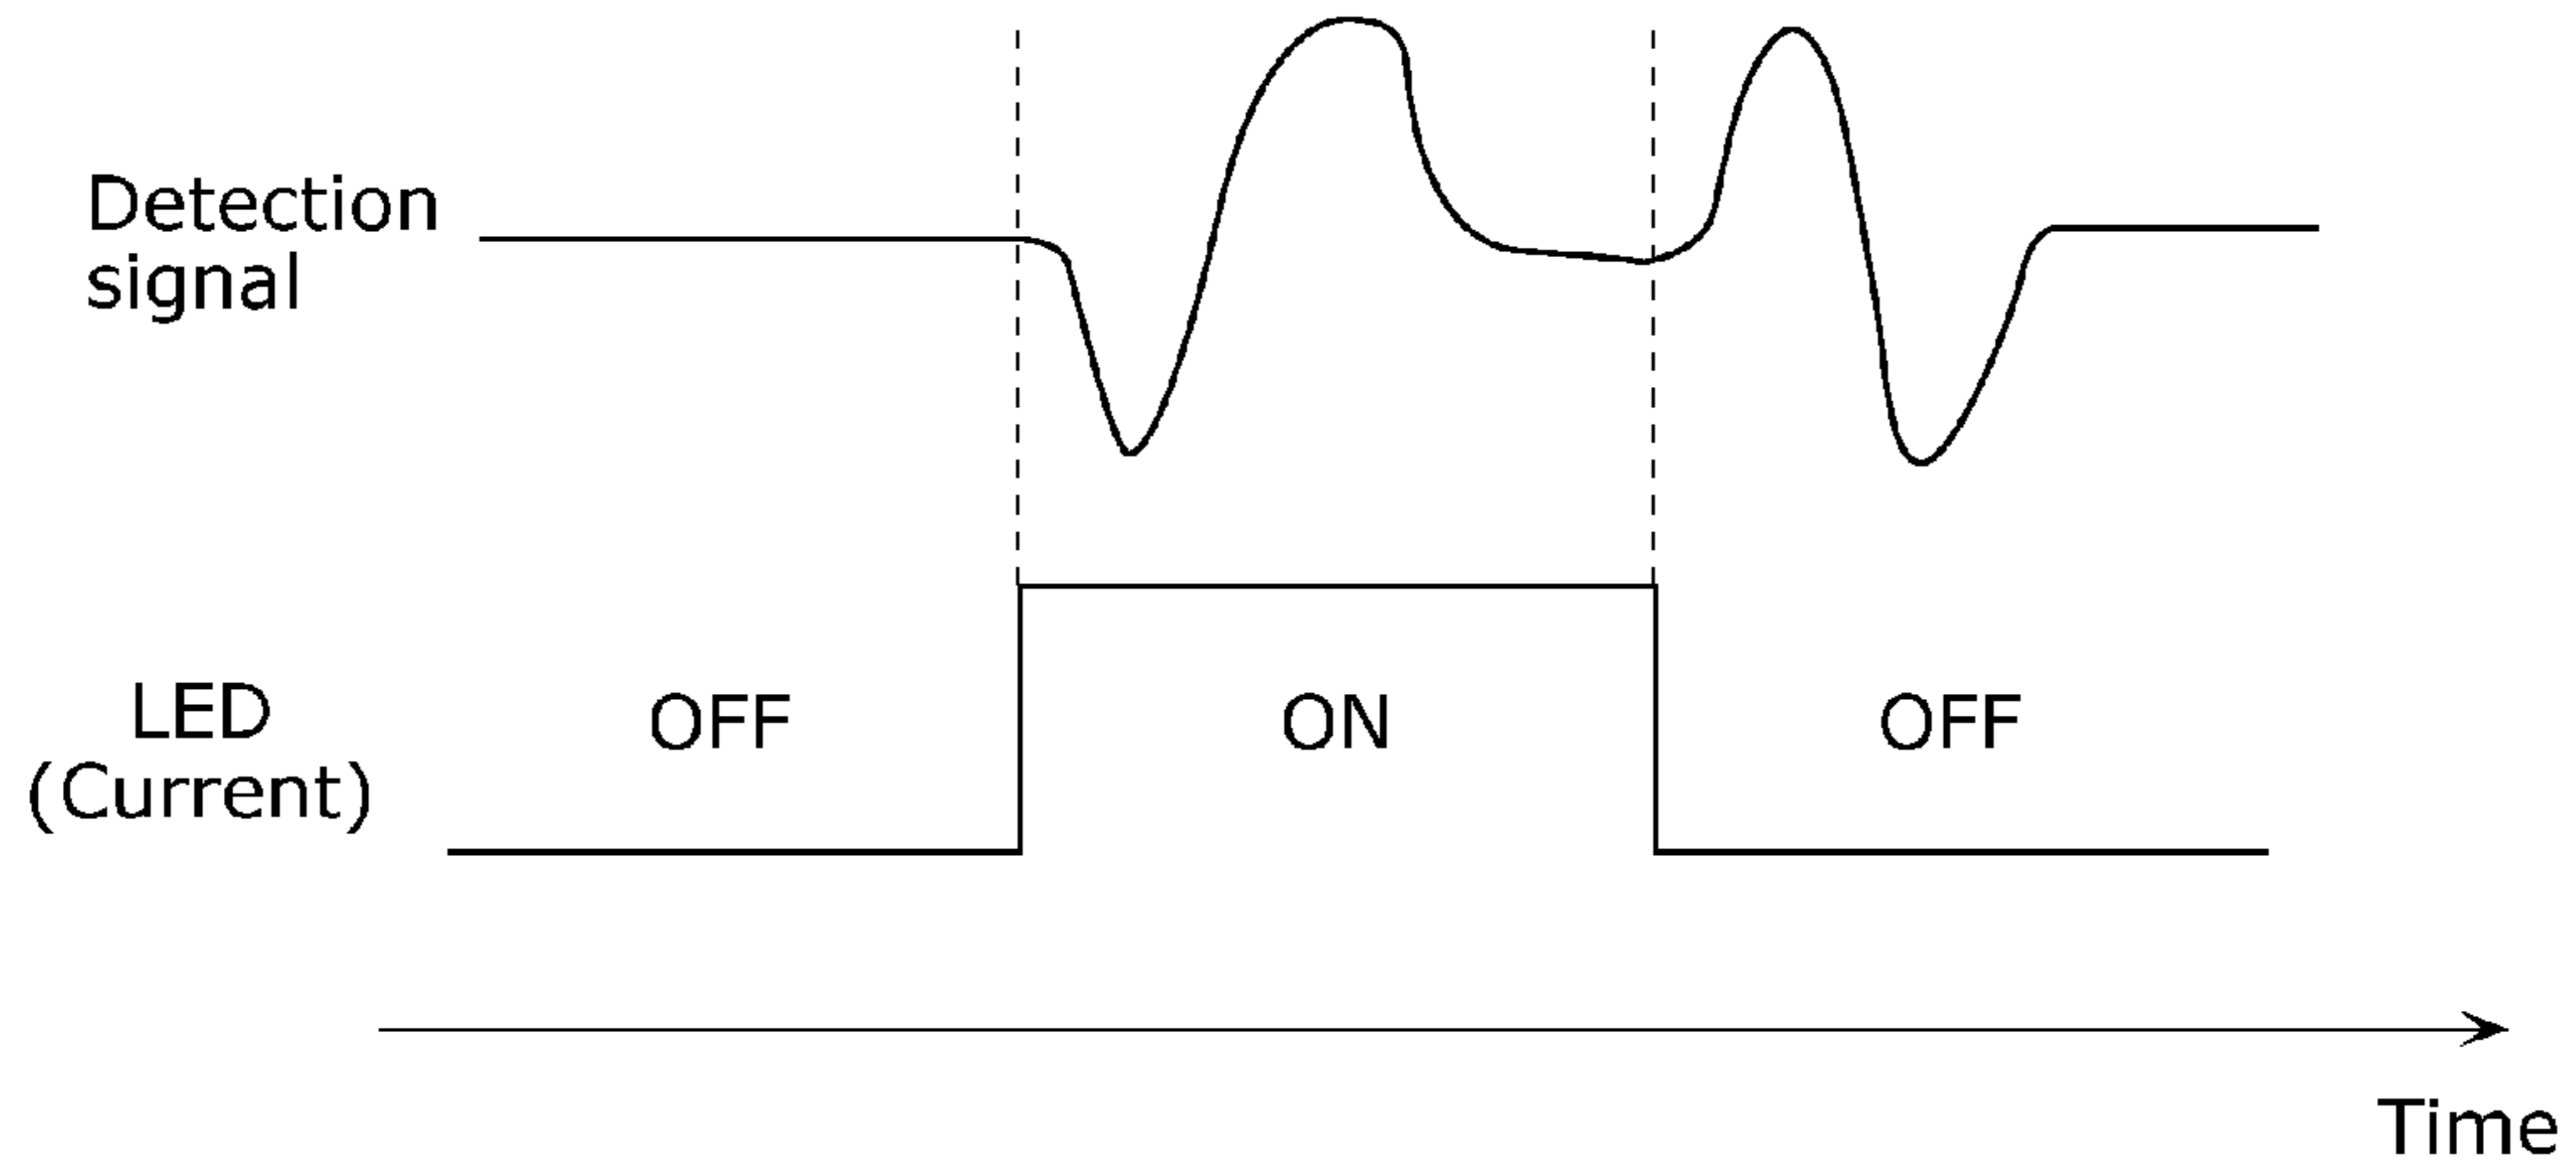 Detection
signal
LED
(Current)
OFF
ON
OFF
Time